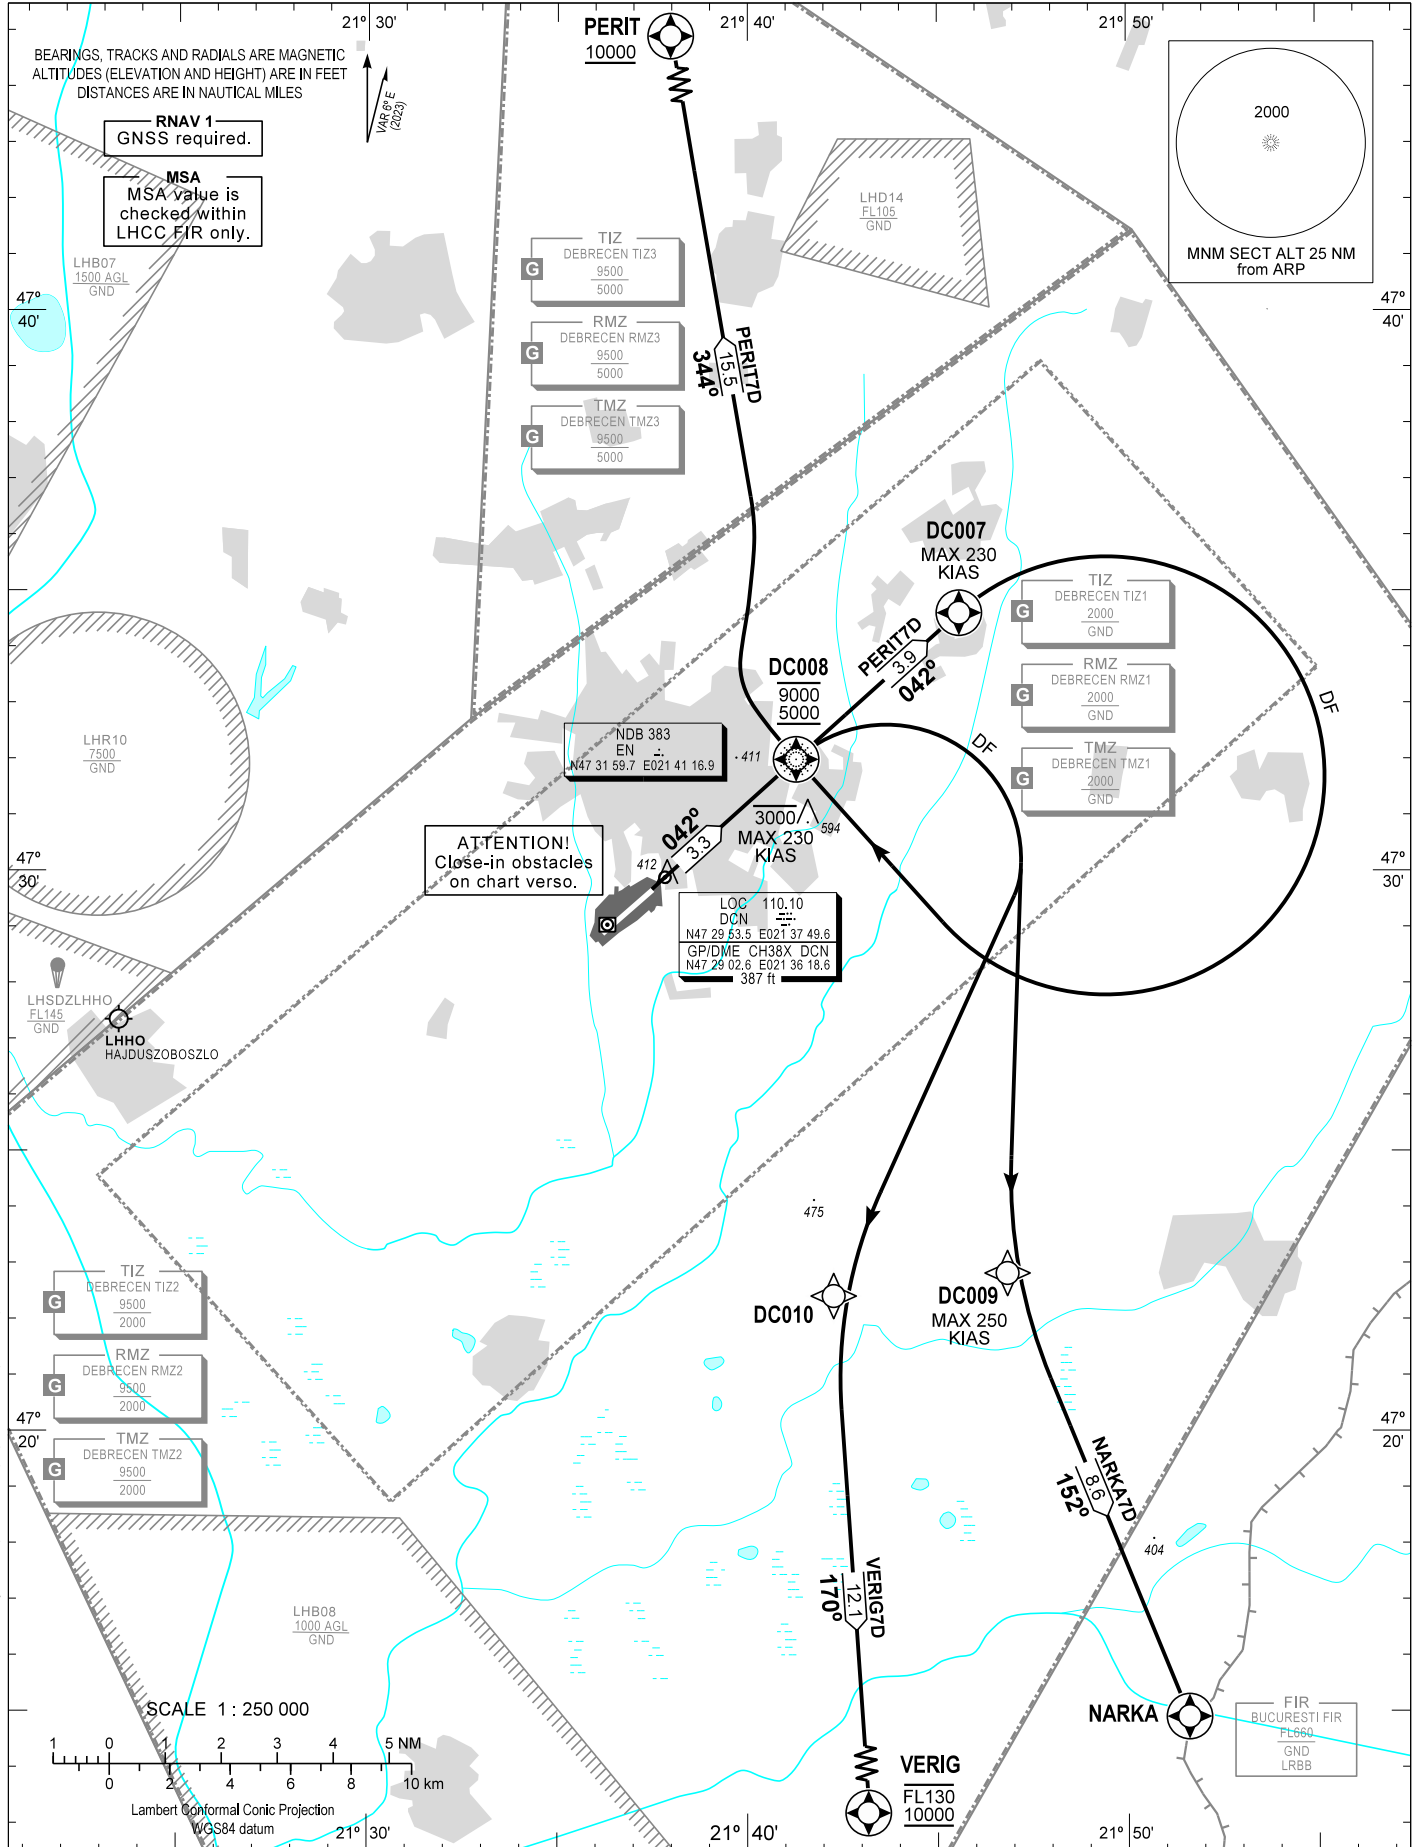 21° 30'
21° 40'
21° 50'
BEARINGS, TRACKS AND RADIALS ARE MAGNETIC
ALTITUDES (ELEVATION AND HEIGHT) ARE IN FEET
DISTANCES ARE IN NAUTICAL MILES
VAR 6° E
(2023)
RNAV 1
GNSS required.
MSA
MSA value is
checked within
LHCC FIR only.
PERIT
10000
2000
MNM SECT ALT 25 NM
from ARP
LHD14
FL105
GND
LHB07
1500 AGL
GND
47°
40'
47°
40'
TIZ
DEBRECEN TIZ3
G
9500
5000
RMZ
DEBRECEN RMZ3
G
9500
5000
TMZ
DEBRECEN TMZ3
G
9500
5000
PERIT7D
15.5
344°
DC007
MAX 230
KIAS
TIZ
DEBRECEN TIZ1
G
2000
GND
RMZ
DEBRECEN RMZ1
G
2000
GND
TMZ
DEBRECEN TMZ1
G
2000
GND
PERIT7D
3.9
042°
DF
DF
DC008
9000
5000
NDB 383
EN
N47 31 59.7 E021 41 16.9
411
LHR10
7500
GND
3000
MAX 230
KIAS
594
042°
3.3
412
ATTENTION!
Close-in obstacles
on chart verso.
47°
30'
47°
30'
LOC 110.10
DCN
N47 29 53.5 E021 37 49.6
GP/DME CH38X DCN
N47 29 02.6 E021 36 18.6
387 ft
LHSDZLHHO
FL145
GND
LHHO
HAJDUSZOBOSZLO
475
DC010
DC009
MAX 250
KIAS
TIZ
DEBRECEN TIZ2
G
9500
2000
RMZ
DEBRECEN RMZ2
G
9500
2000
TMZ
DEBRECEN TMZ2
G
9500
2000
47°
20'
47°
20'
NARKA7D
8.6
152°
404
VERIG7D
12.1
170°
LHB08
1000 AGL
GND
NARKA
FIR
BUCURESTI FIR
FL660
GND
LRBB
VERIG
FL130
10000
SCALE 1 : 250 000
1 0 1 2 3 4 5 NM
0 2 4 6 8 10 km
Lambert Conformal Conic Projection
WGS84 datum
21° 30'
21° 40'
21° 50'